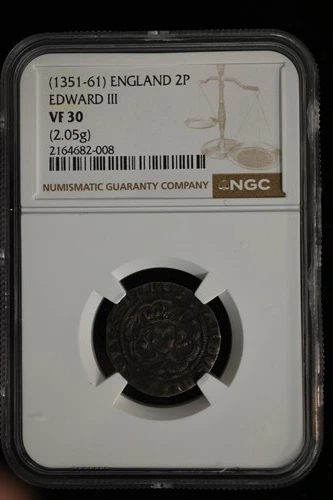 (1351-61) ENGLAND 2P
EDWARD III
VF 30
(2.05g)
2164682-008
NUMISMATIC GUARANTY COMPANY NGC